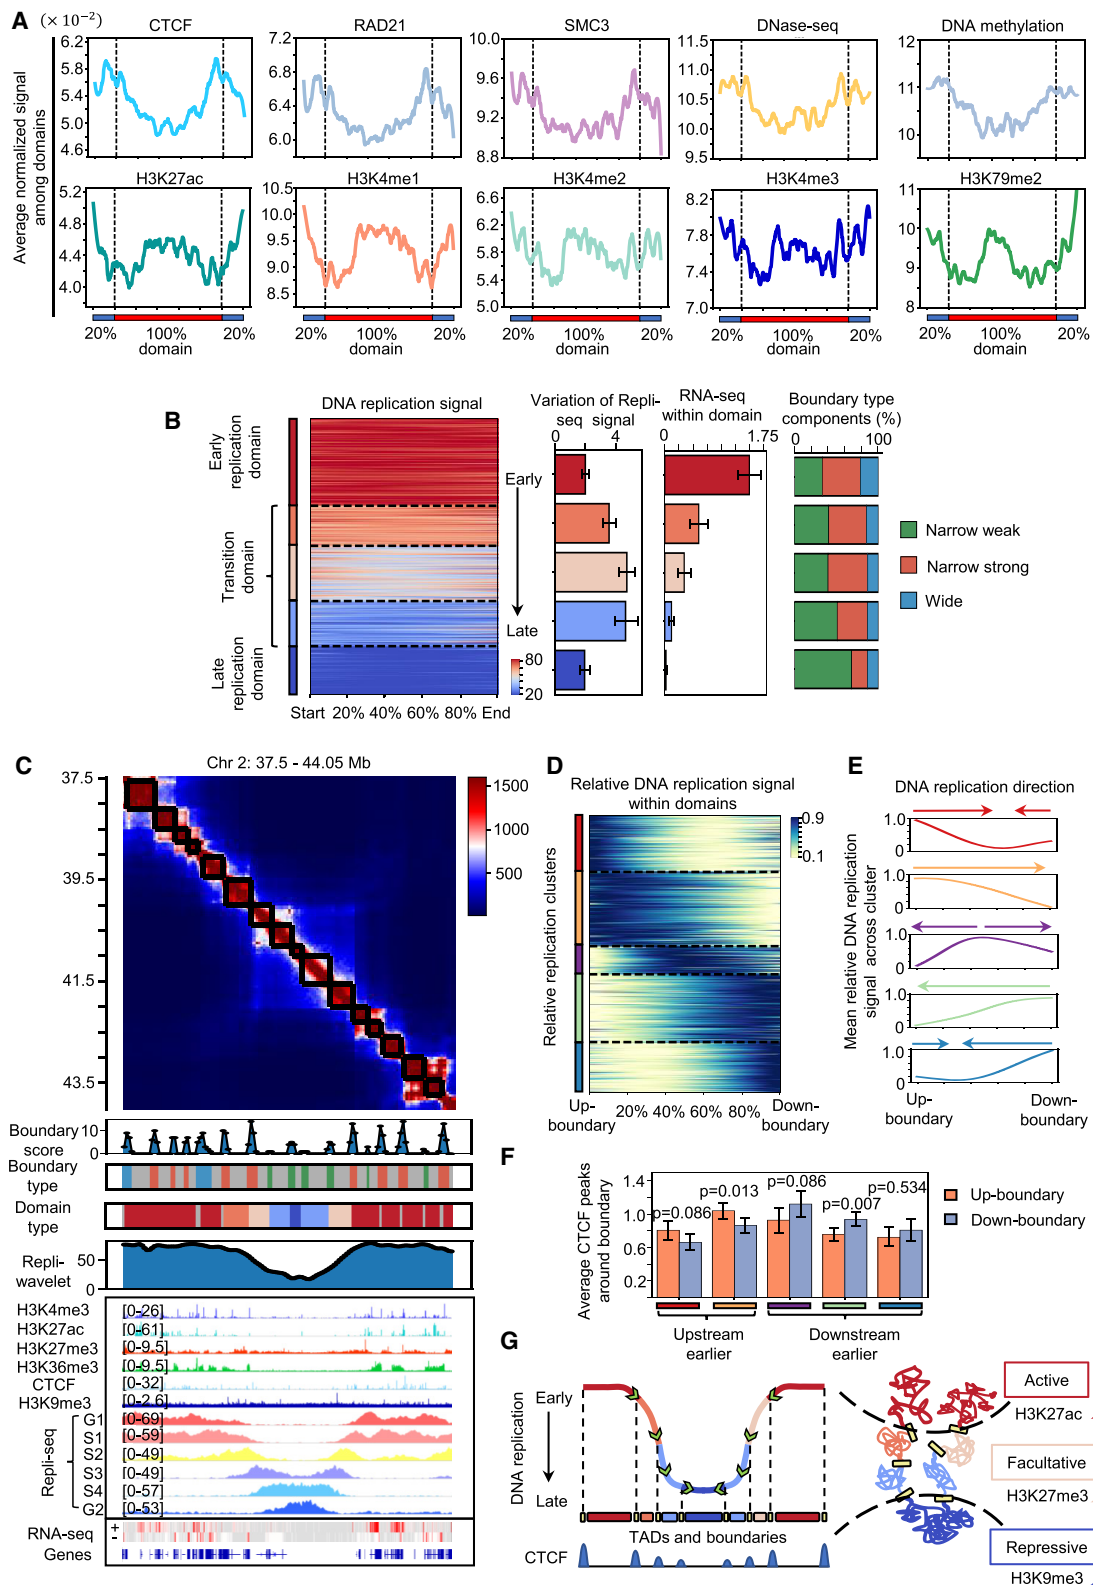 A
(× 10⁻²)
Average normalized signal
among domains
CTCF
RAD21
SMC3
DNase-seq
DNA methylation
6.2
5.6
5.0
4.6
7.2
6.6
6.0
10.0
9.6
9.2
8.8
11.5
10.5
10.0
9.5
12
11
10
H3K27ac
H3K4me1
H3K4me2
H3K4me3
H3K79me2
5.2
4.8
4.4
4.0
10.5
10.0
9.5
9.0
8.5
6.6
6.2
5.8
5.4
5.0
8.5
8.0
7.5
7.0
11
10
9
8
20% 100% 20%
domain
20% 100% 20%
domain
20% 100% 20%
domain
20% 100% 20%
domain
20% 100% 20%
domain
B
DNA replication signal
Variation of Repli-
seq signal
RNA-seq
within domain
Boundary type
components (%)
0 4
0 1.75
0 100
Early
replication
domain
Transition
domain
Late
replication
domain
Early
Late
80
20
Start 20% 40% 60% 80% End
Narrow weak
Narrow strong
Wide
C
Chr 2: 37.5 - 44.05 Mb
37.5
39.5
41.5
43.5
1500
1000
500
Boundary
score
10
0
Boundary
type
Domain
type
Repli-
wavelet
50
0
H3K4me3 [0-26]
H3K27ac [0-61]
H3K27me3 [0-9.5]
H3K36me3 [0-9.5]
CTCF [0-32]
H3K9me3 [0-2.6]
Repli-seq
G1 [0-69]
S1 [0-59]
S2 [0-49]
S3 [0-49]
S4 [0-57]
G2 [0-53]
RNA-seq + -
Genes
D
Relative DNA replication signal
within domains
Relative replication clusters
0.9
0.1
Up-
boundary
20% 40% 60% 80%
Down-
boundary
E
DNA replication direction
Mean relative DNA replication
signal across cluster
1.0
0
1.0
0
1.0
0
1.0
0
1.0
0
Up-
boundary
Down-
boundary
F
Average CTCF peaks
around boundary
1.4
1.0
0.6
0.2
p=0.086
p=0.013
p=0.086
p=0.007
p=0.534
Up-boundary
Down-boundary
Upstream
earlier
Downstream
earlier
G
DNA replication
Early
Late
TADs and boundaries
CTCF
Active
H3K27ac
Facultative
H3K27me3
Repressive
H3K9me3